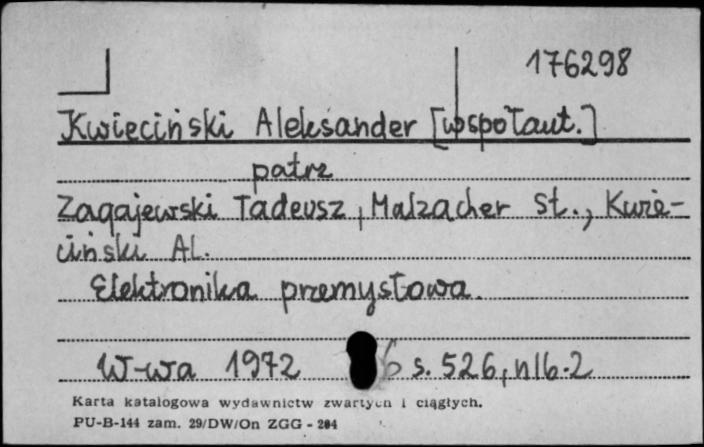 176298
Kwieciński Aleksander [współaut.]
patrz
Zagajewski Tadeusz, Malzacher St., Kwie-
ciński Al.
Elektronika przemysłowa.
W-wa 1972 s. 526, nlb. 2
Karta katalogowa wydawnictw zwartych i ciągłych.
PU-B-144 zam. 29/DW/On ZGG - 284